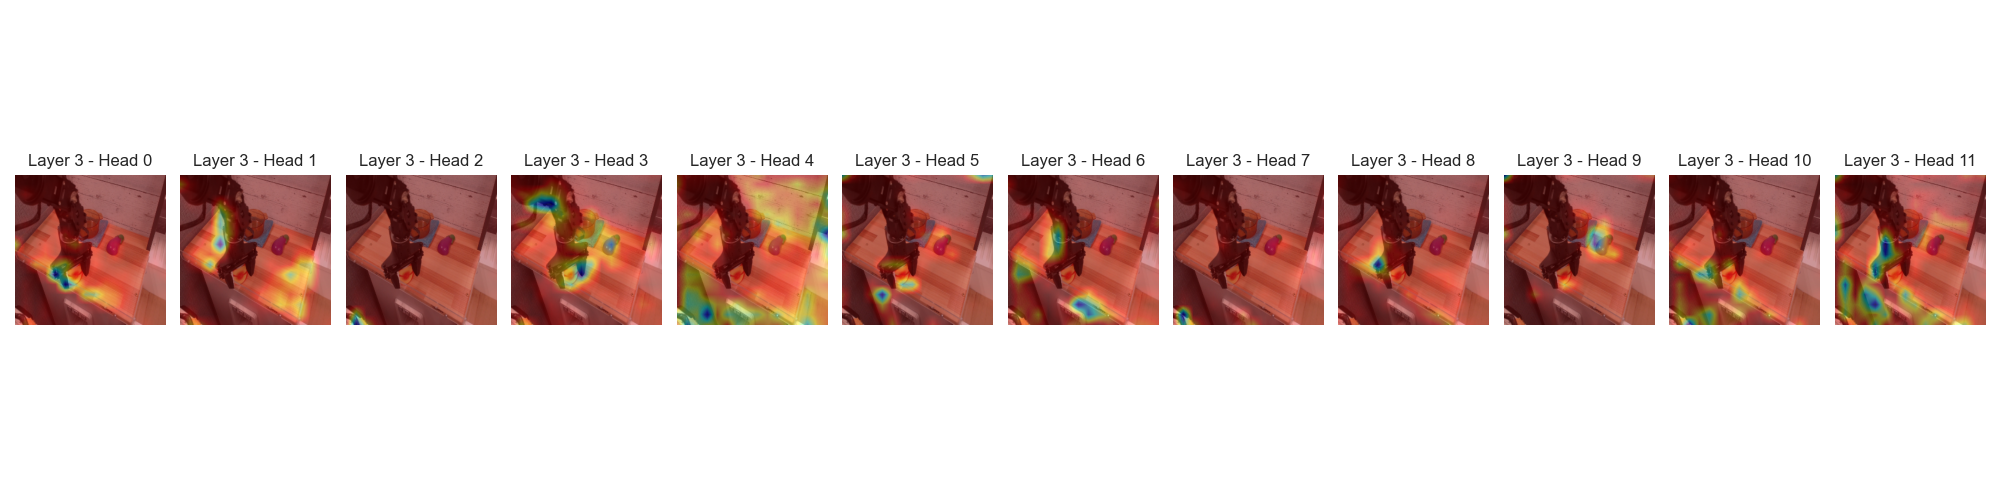 Layer 3 - Head 0
Layer 3 - Head 1
Layer 3 - Head 2
Layer 3 - Head 3
Layer 3 - Head 4
Layer 3 - Head 5
Layer 3 - Head 6
Layer 3 - Head 7
Layer 3 - Head 8
Layer 3 - Head 9
Layer 3 - Head 10
Layer 3 - Head 11